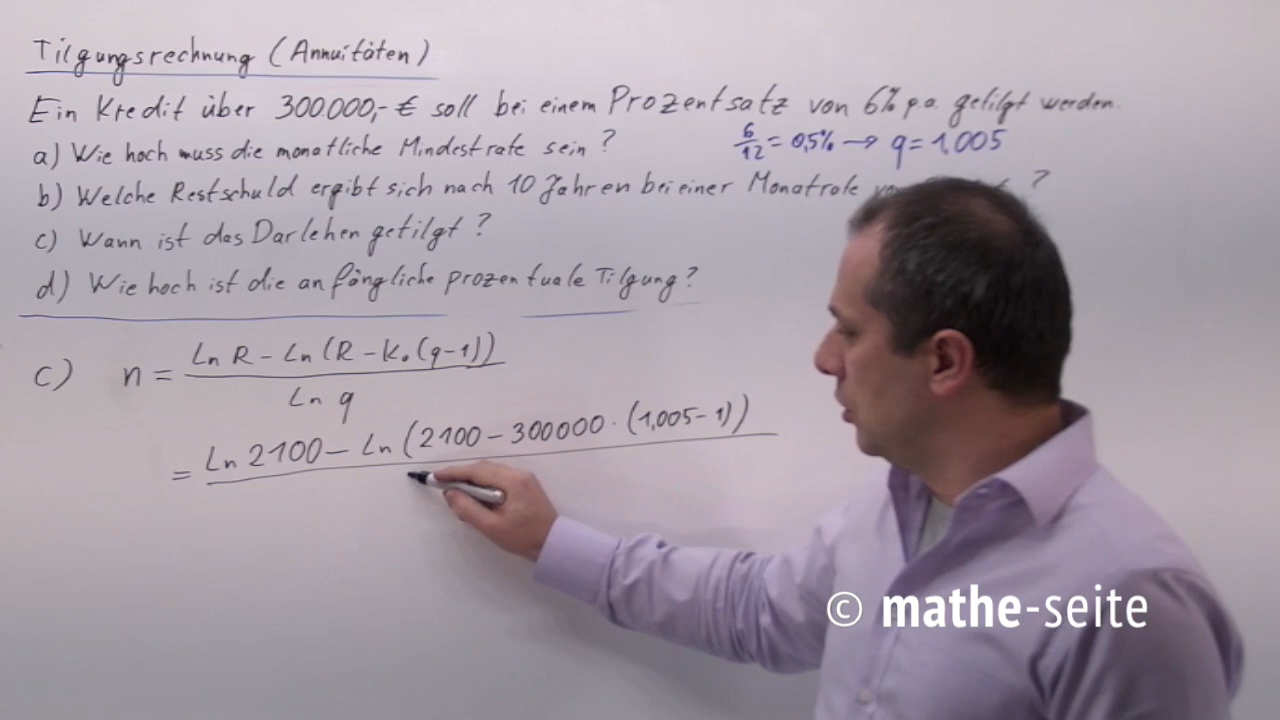 Tilgungsrechnung (Annuitäten)
Ein Kredit über 300.000,- € soll bei einem Prozentsatz von 6% p.a. getilgt werden.
a) Wie hoch muss die monatliche Mindestrate sein?
6/12 = 0,5% → q = 1,005
b) Welche Restschuld ergibt sich nach 10 Jahren bei einer Monatrate ?
c) Wann ist das Darlehen getilgt?
d) Wie hoch ist die anfängliche prozentuale Tilgung?
c) n = Ln R - Ln (R - K₀ (q-1))
Ln q
= Ln 2100 - Ln (2100 - 300000 · (1,005 - 1))
© mathe-seite